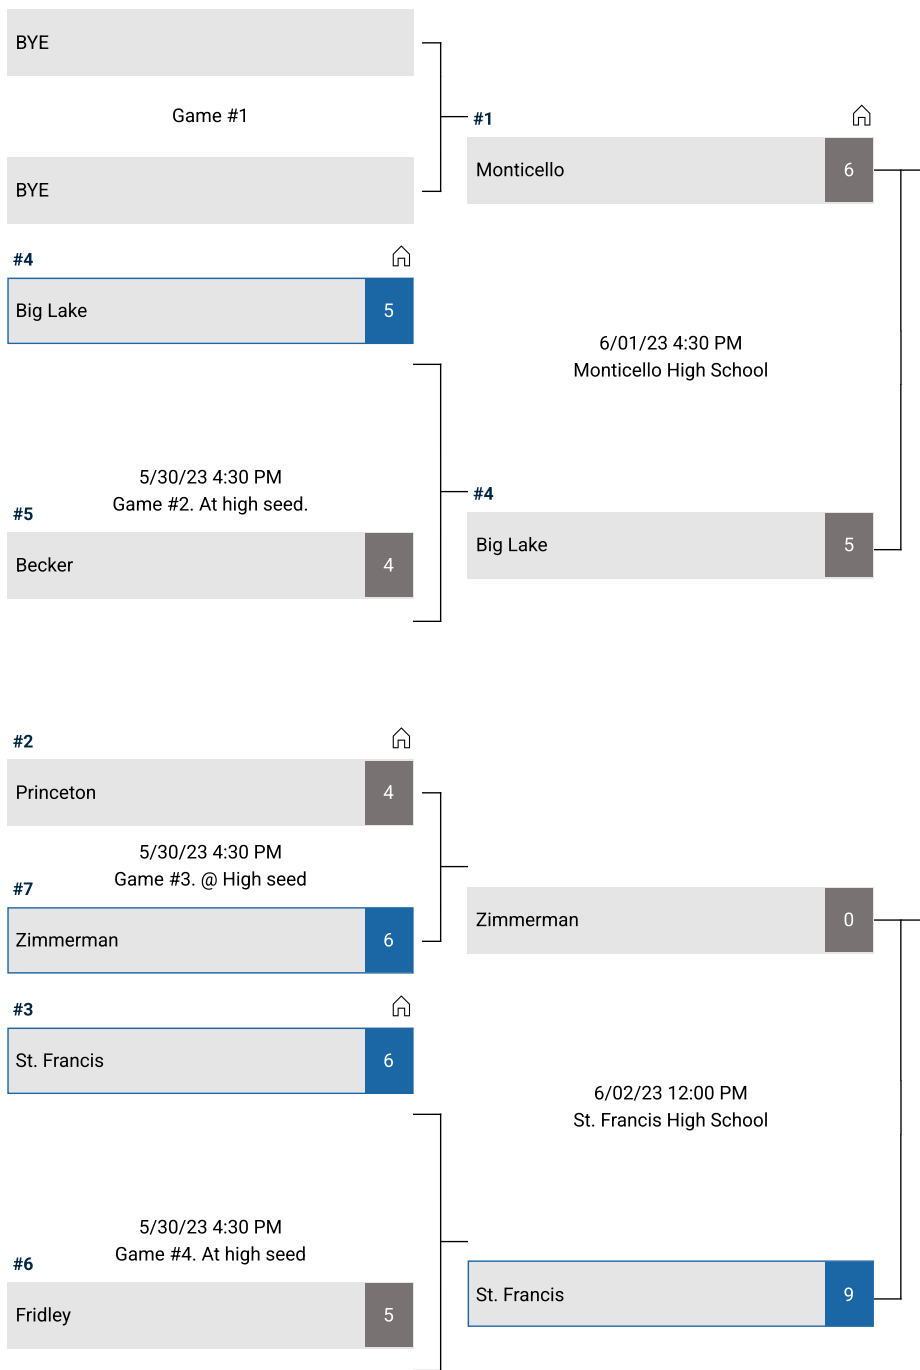 BYE
Game #1
BYE
#1
Monticello 6
#4
Big Lake 5
6/01/23 4:30 PM
Monticello High School
5/30/23 4:30 PM
Game #2. At high seed.
#5
Becker 4
#4
Big Lake 5
#2
Princeton 4
5/30/23 4:30 PM
Game #3. @ High seed
#7
Zimmerman 6
Zimmerman 0
#3
St. Francis 6
6/02/23 12:00 PM
St. Francis High School
5/30/23 4:30 PM
Game #4. At high seed
#6
Fridley 5
St. Francis 9